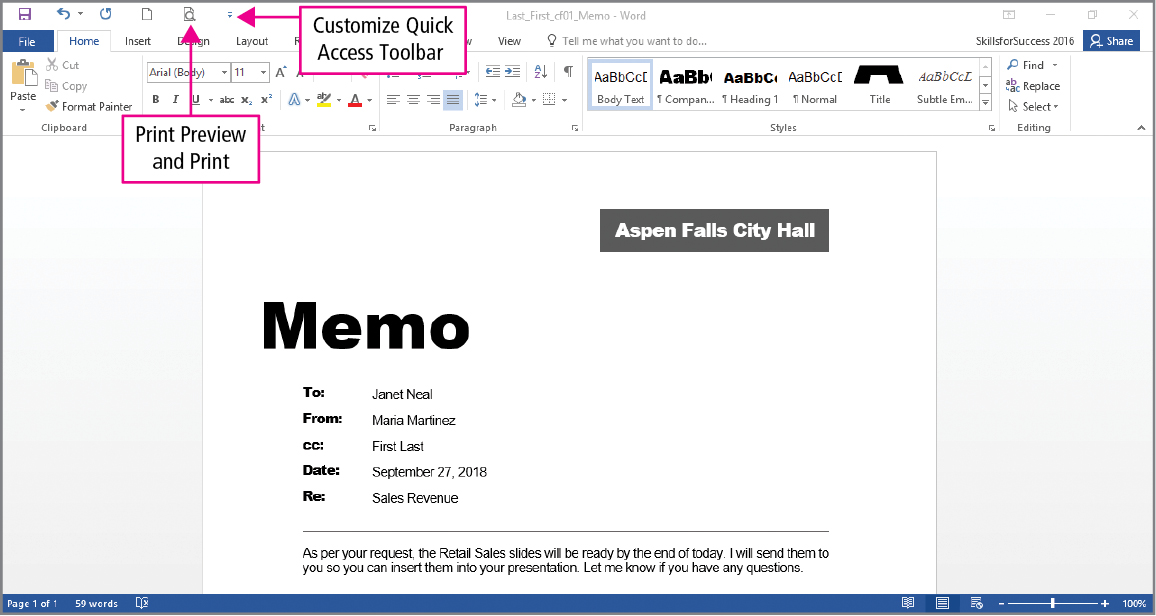 Last_First_cf01_Memo - Word
Customize Quick
Access Toolbar
File Home Insert Design Layout View Tell me what you want to do... SkillsforSuccess 2016 Share
Paste
Cut
Copy
Format Painter
Clipboard
Arial (Body) 11
B I U abc x₂ x²
Paragraph
AaBbCcD AaBb AaBbCc AaBbCcD AaBbCcL
Body Text ¶ Compan... ¶ Heading 1 ¶ Normal Title Subtle Em...
Styles
Find
Replace
Select
Editing
Print Preview
and Print
Aspen Falls City Hall
Memo
To: Janet Neal
From: Maria Martinez
cc: First Last
Date: September 27, 2018
Re: Sales Revenue
As per your request, the Retail Sales slides will be ready by the end of today. I will send them to
you so you can insert them into your presentation. Let me know if you have any questions.
Page 1 of 1 59 words 100%